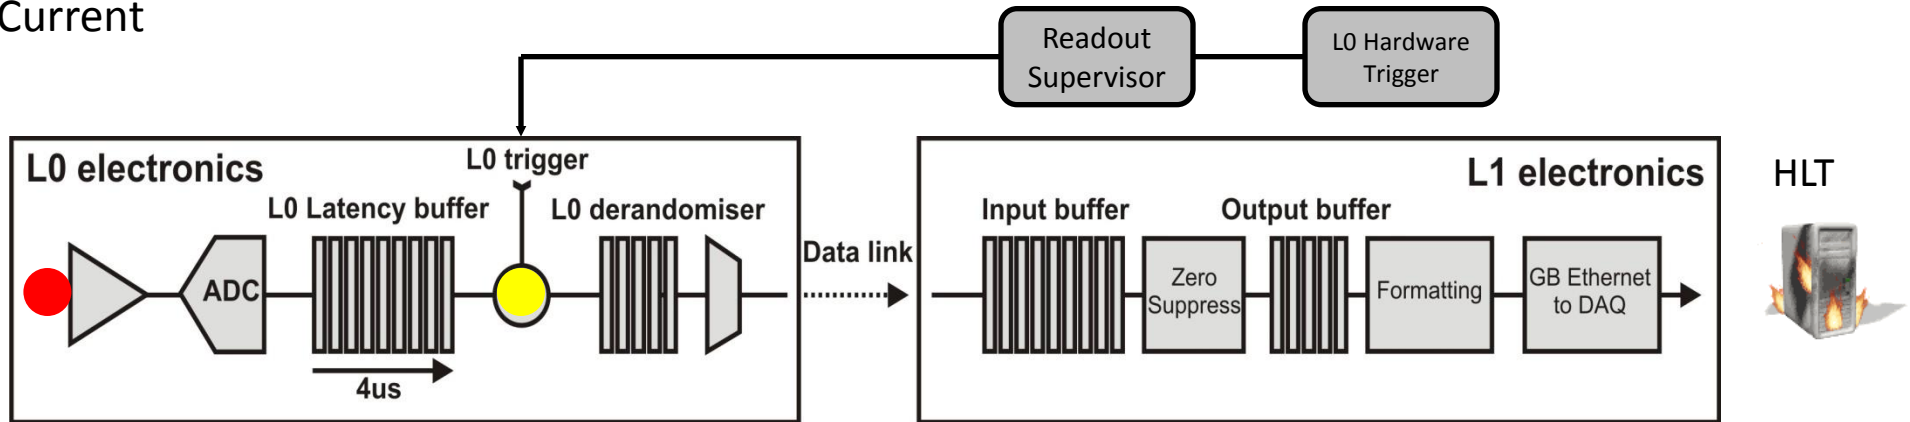 Current
Readout
Supervisor
L0 Hardware
Trigger
L0 electronics
L0 trigger
L0 Latency buffer
L0 derandomiser
ADC
4us
Data link
L1 electronics
Input buffer
Output buffer
Zero
Suppress
Formatting
GB Ethernet
to DAQ
HLT